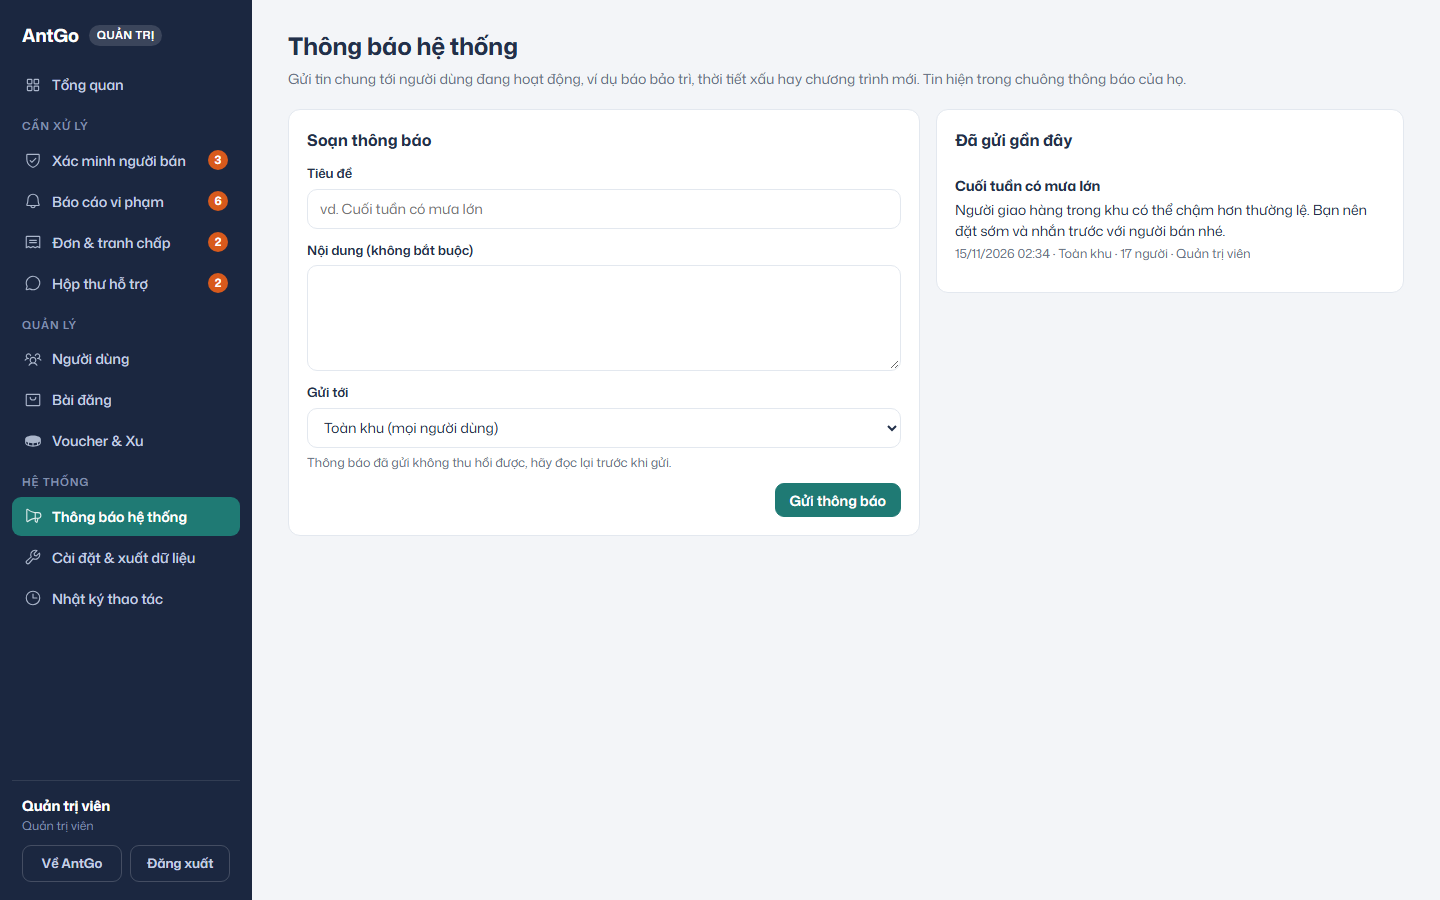 AntGo QUẢN TRỊ
Tổng quan
CẦN XỬ LÝ
Xác minh người bán 3
Báo cáo vi phạm 6
Đơn & tranh chấp 2
Hộp thư hỗ trợ 2
QUẢN LÝ
Người dùng
Bài đăng
Voucher & Xu
HỆ THỐNG
Thông báo hệ thống
Cài đặt & xuất dữ liệu
Nhật ký thao tác
Quản trị viên
Quản trị viên
Về AntGo Đăng xuất
Thông báo hệ thống
Gửi tin chung tới người dùng đang hoạt động, ví dụ báo bảo trì, thời tiết xấu hay chương trình mới. Tin hiện trong chuông thông báo của họ.
Soạn thông báo
Tiêu đề
vd. Cuối tuần có mưa lớn
Nội dung (không bắt buộc)
Gửi tới
Toàn khu (mọi người dùng)
Thông báo đã gửi không thu hồi được, hãy đọc lại trước khi gửi.
Gửi thông báo
Đã gửi gần đây
Cuối tuần có mưa lớn
Người giao hàng trong khu có thể chậm hơn thường lệ. Bạn nên
đặt sớm và nhắn trước với người bán nhé.
15/11/2026 02:34 · Toàn khu · 17 người · Quản trị viên